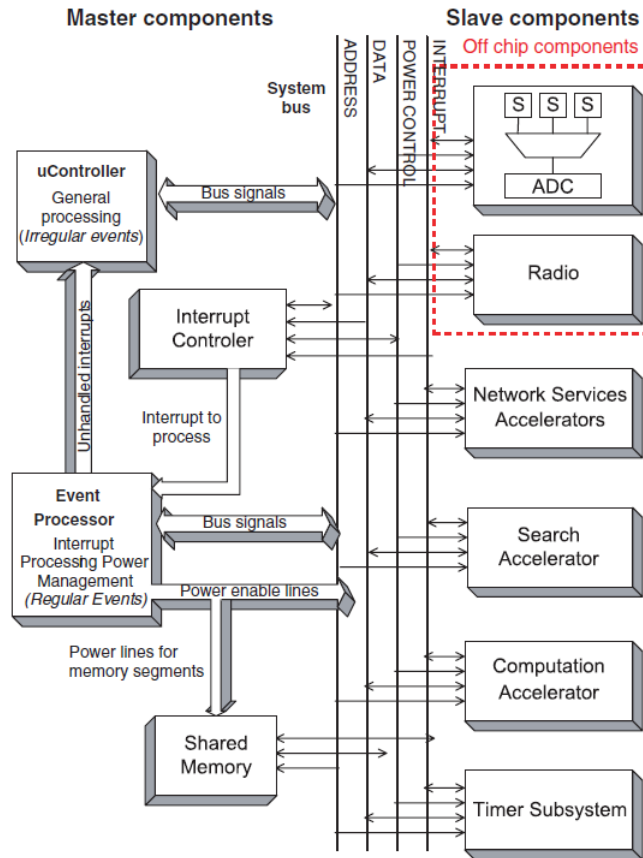 Master components
Slave components
Off chip components
System
bus
ADDRESS
DATA
POWER CONTROL
INTERRUPT
S S S
ADC
uController
General
processing
(Irregular events)
Bus signals
Radio
Interrupt
Controler
Unhandled interrupts
Interrupt to
process
Network Services
Accelerators
Event
Processor
Interrupt
Processing Power
Management
(Regular Events)
Bus signals
Power enable lines
Search
Accelerator
Power lines for
memory segments
Computation
Accelerator
Shared
Memory
Timer Subsystem